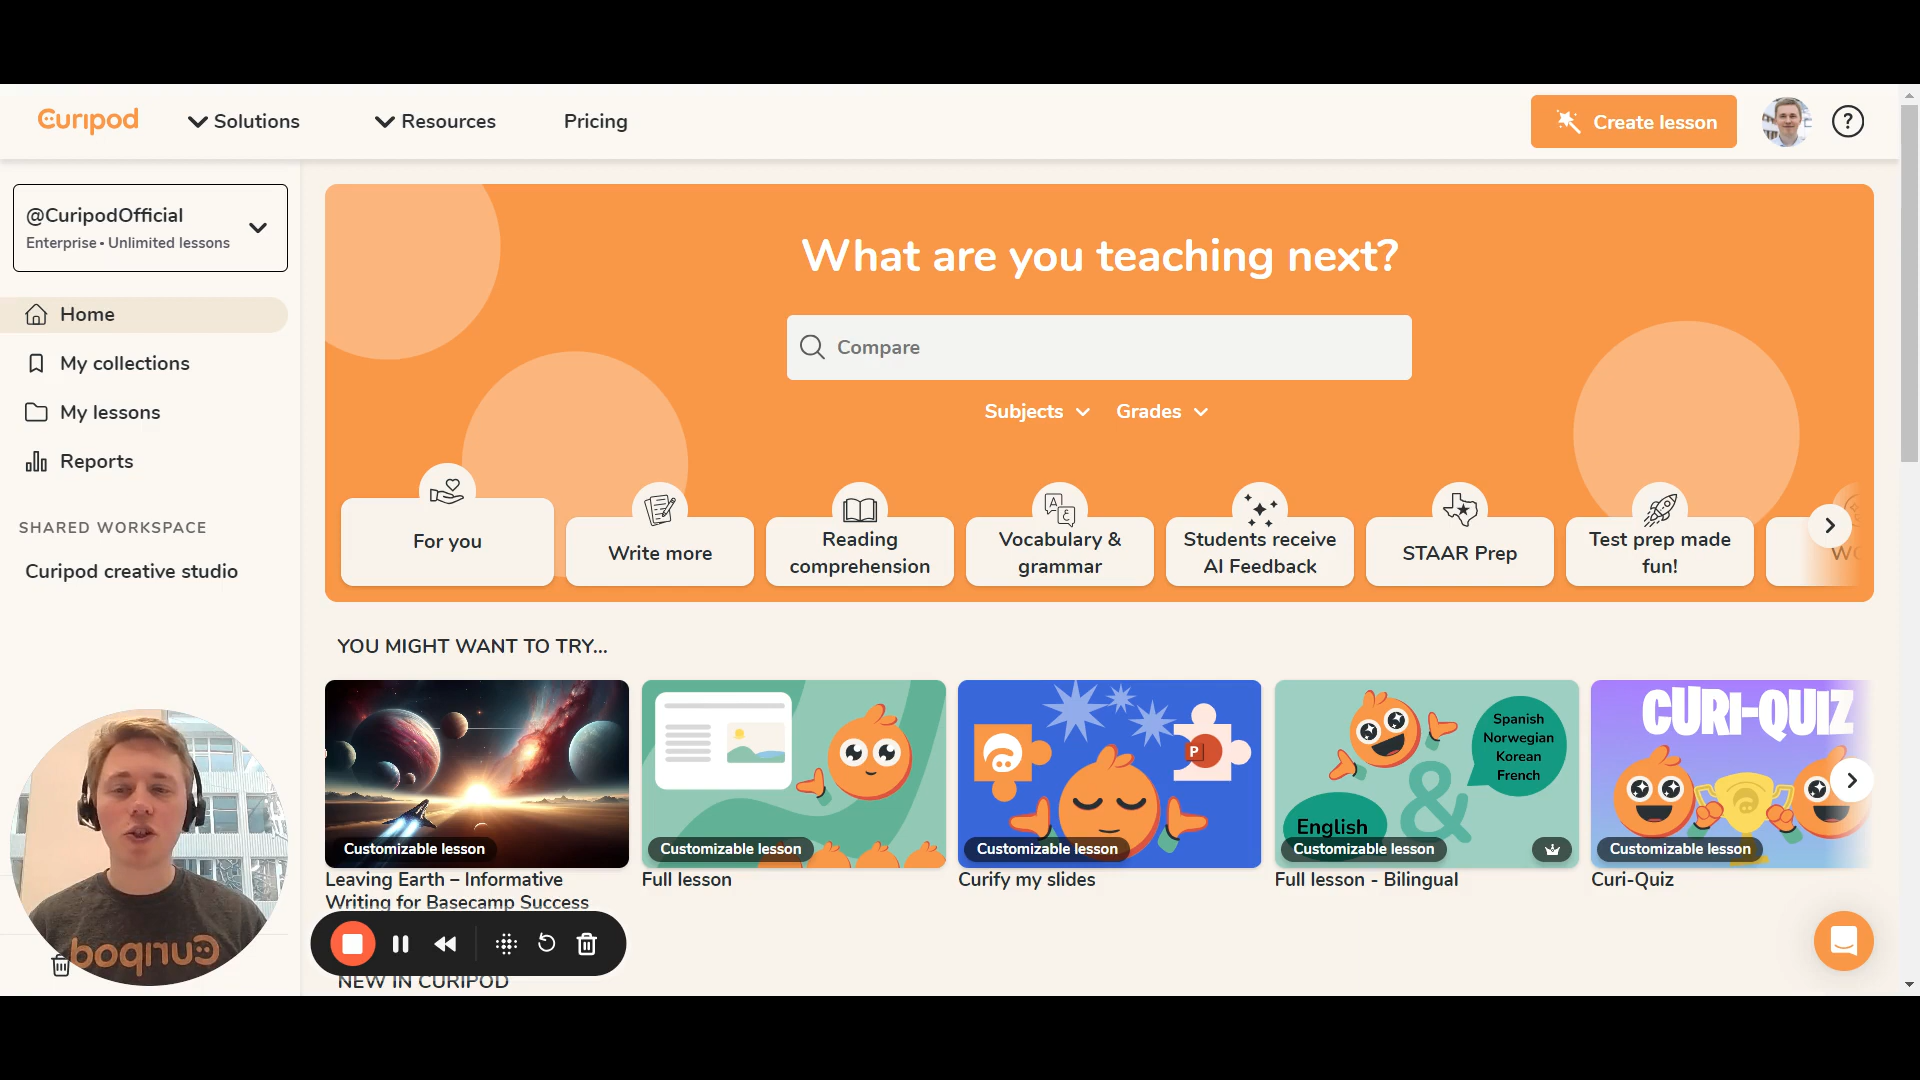 Curipod
Solutions
Resources
Pricing
Create lesson
?
@CuripodOfficial
Enterprise • Unlimited lessons
Home
My collections
My lessons
Reports
SHARED WORKSPACE
Curipod creative studio
What are you teaching next?
Compare
Subjects
Grades
For you
Write more
Reading
comprehension
Vocabulary &
grammar
Students receive
AI Feedback
STAAR Prep
Test prep made
fun!
YOU MIGHT WANT TO TRY...
Customizable lesson
Leaving Earth – Informative
Writing for Basecamp Success
Customizable lesson
Full lesson
P
Customizable lesson
Curify my slides
Spanish
Norwegian
Korean
French
&
English
Customizable lesson
Full lesson - Bilingual
CURI-QUIZ
Customizable lesson
Curi-Quiz
NEW IN CURIPOD
Curipod